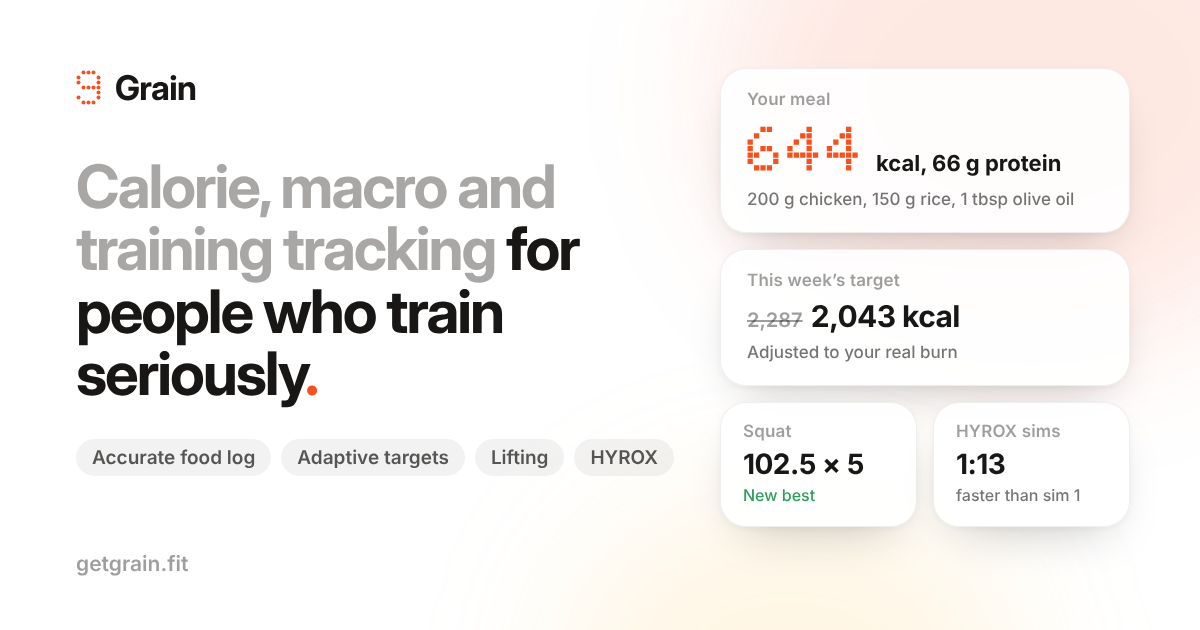 Grain
Calorie, macro and
training tracking for
people who train
seriously.
Accurate food log
Adaptive targets
Lifting
HYROX
getgrain.fit
Your meal
644 kcal, 66 g protein
200 g chicken, 150 g rice, 1 tbsp olive oil
This week’s target
2,287 2,043 kcal
Adjusted to your real burn
Squat
102.5 × 5
New best
HYROX sims
1:13
faster than sim 1